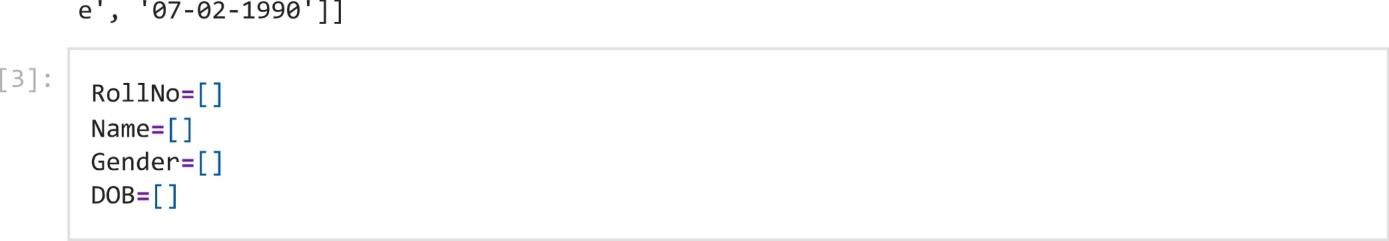 e', '07-02-1990']]
[3]:
RollNo=[]
Name=[]
Gender=[]
DOB=[]